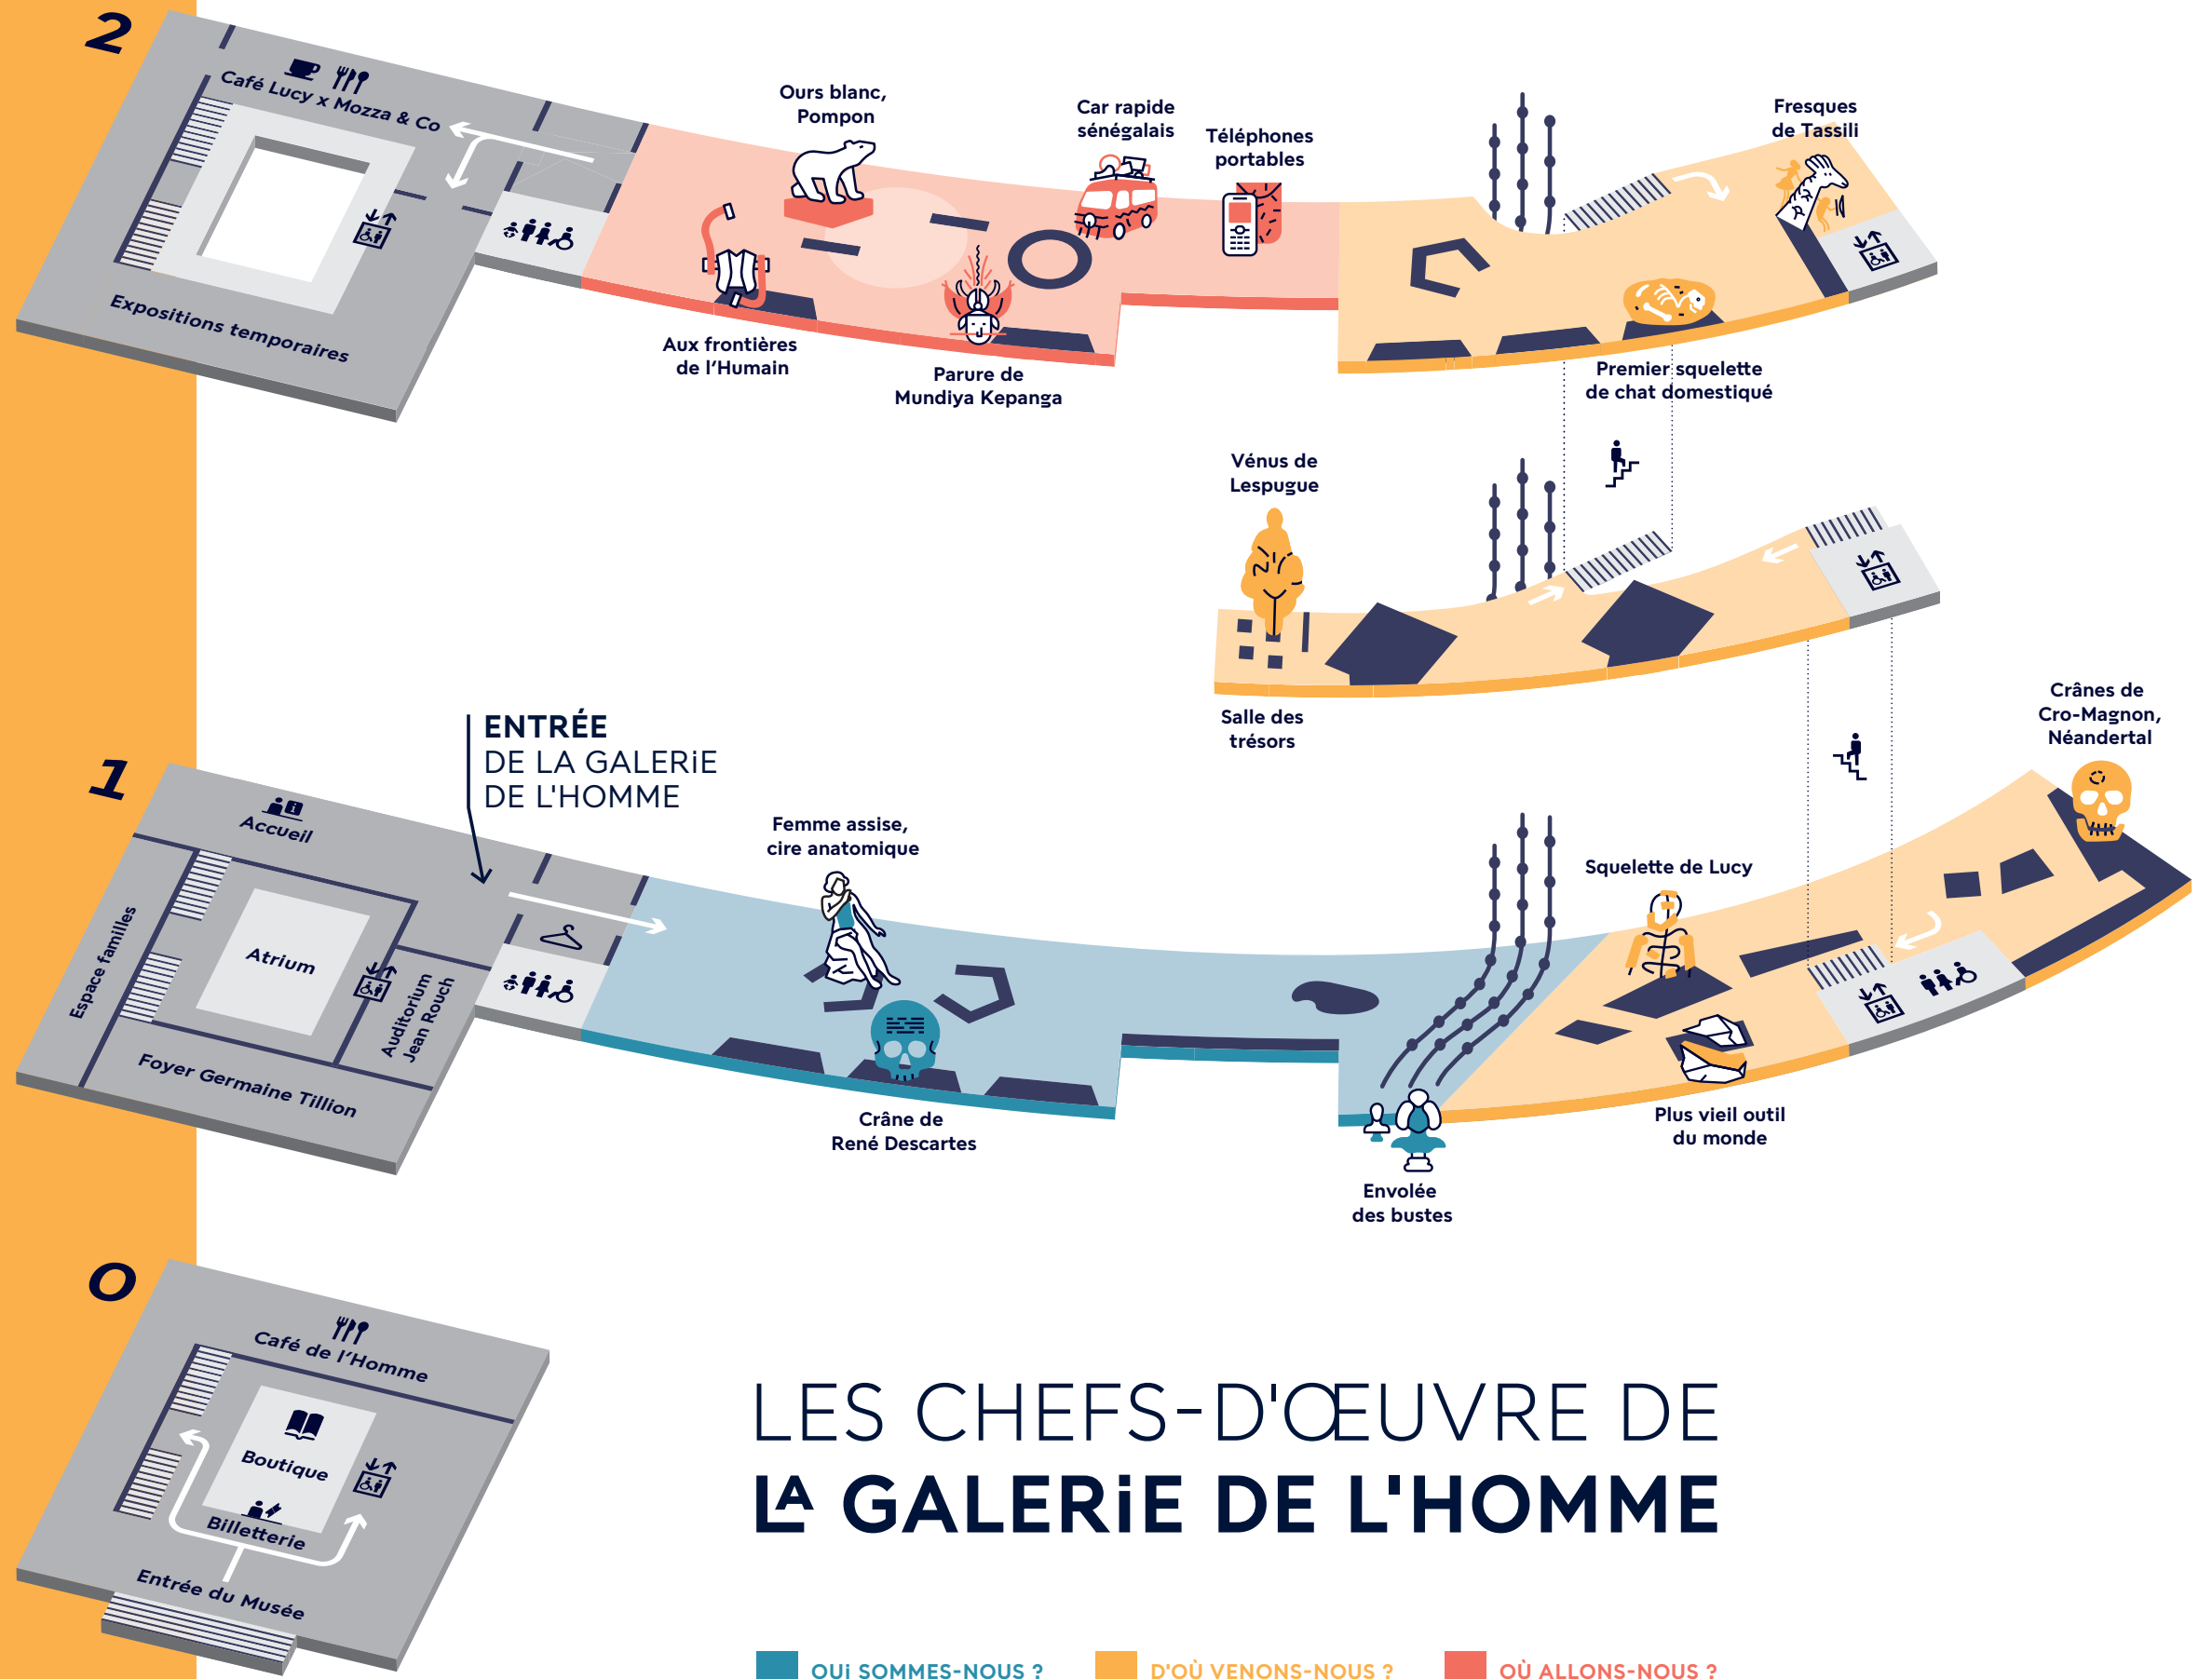 2
Café Lucy x Mozza & Co
Expositions temporaires
Ours blanc,
Pompon
Car rapide
sénégalais
Téléphones
portables
Fresques
de Tassili
Aux frontières
de l'Humain
Parure de
Mundiya Kepanga
Premier squelette
de chat domestiqué
Vénus de
Lespugue
Salle des
trésors
Crânes de
Cro-Magnon,
Néandertal
1
ENTRÉE
DE LA GALERiE
DE L'HOMME
Accueil
Espace familles
Atrium
Auditorium
Jean Rouch
Foyer Germaine Tillion
Femme assise,
cire anatomique
Squelette de Lucy
Crâne de
René Descartes
Plus vieil outil
du monde
Envolée
des bustes
0
Café de l'Homme
Boutique
Billetterie
Entrée du Musée
LES CHEFS-D'ŒUVRE DE
LA GALERiE DE L'HOMME
QUi SOMMES-NOUS ?
D'OÙ VENONS-NOUS ?
OÙ ALLONS-NOUS ?